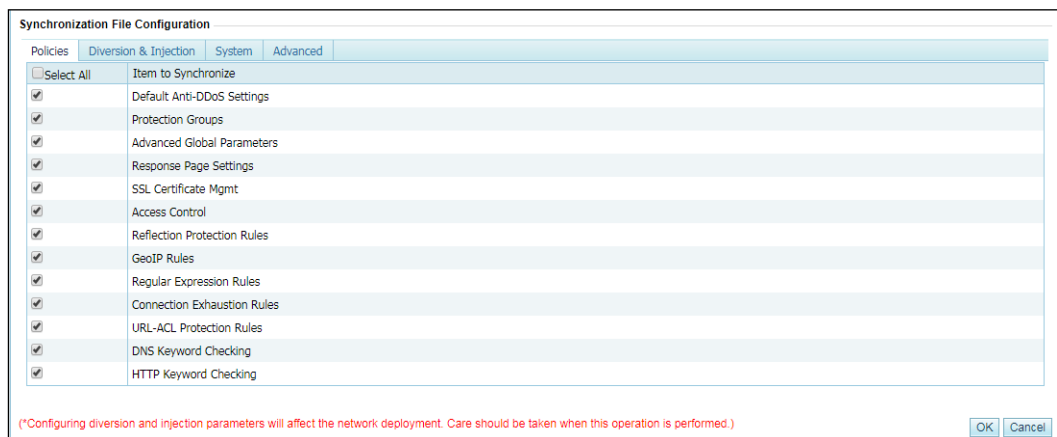 Synchronization File Configuration
Policies Diversion & Injection System Advanced
Select All Item to Synchronize
Default Anti-DDoS Settings
Protection Groups
Advanced Global Parameters
Response Page Settings
SSL Certificate Mgmt
Access Control
Reflection Protection Rules
GeoIP Rules
Regular Expression Rules
Connection Exhaustion Rules
URL-ACL Protection Rules
DNS Keyword Checking
HTTP Keyword Checking
(*Configuring diversion and injection parameters will affect the network deployment. Care should be taken when this operation is performed.) OK Cancel